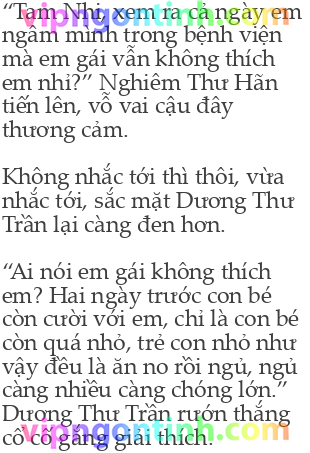 “Tam Nhi, xem ra cả ngày em
ngâm mình trong bệnh viện
mà em gái vẫn không thích
em nhỉ?” Nghiêm Thư Hãn
tiến lên, vỗ vai cậu đầy
thương cảm.
Không nhắc tới thì thôi, vừa
nhắc tới, sắc mặt Dương Thư
Trần lại càng đen hơn.
“Ai nói em gái không thích
em? Hai ngày trước con bé
còn cười với em, chỉ là con bé
còn quá nhỏ, trẻ con nhỏ như
vậy đều là ăn no rồi ngủ, ngủ
càng nhiều càng chóng lớn.”
Dương Thư Trần rướn thẳng
cổ cố gắng giải thích.
vipngontinh.com
vipngontinh.com